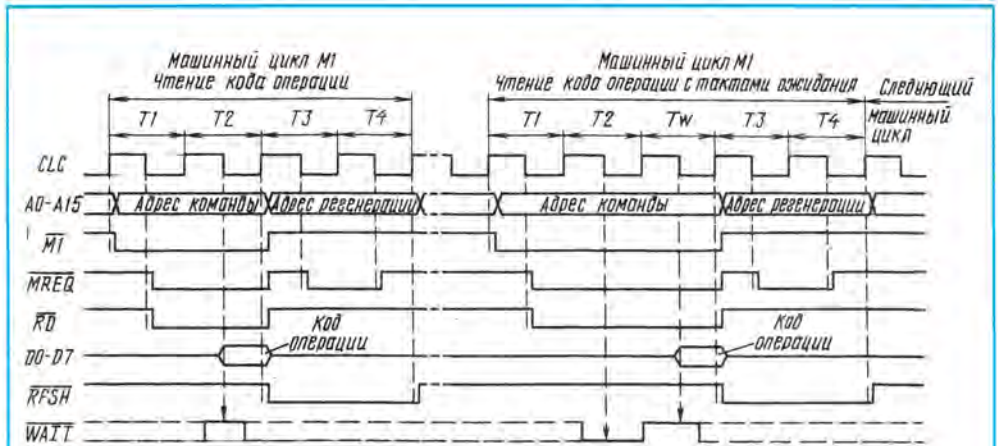 Машинный цикл М1
Чтение кода операции
Машинный цикл М1
Чтение кода операции с тактами ожидания
Следующий
машинный
цикл
T1 T2 T3 T4
T1 T2 TW T3 T4
CLC
A0-A15 Адрес команды Адрес регенерации Адрес команды Адрес регенерации
M1
MREQ
RD
Код
операции
Код
операции
D0-D7
RFSH
WAIT